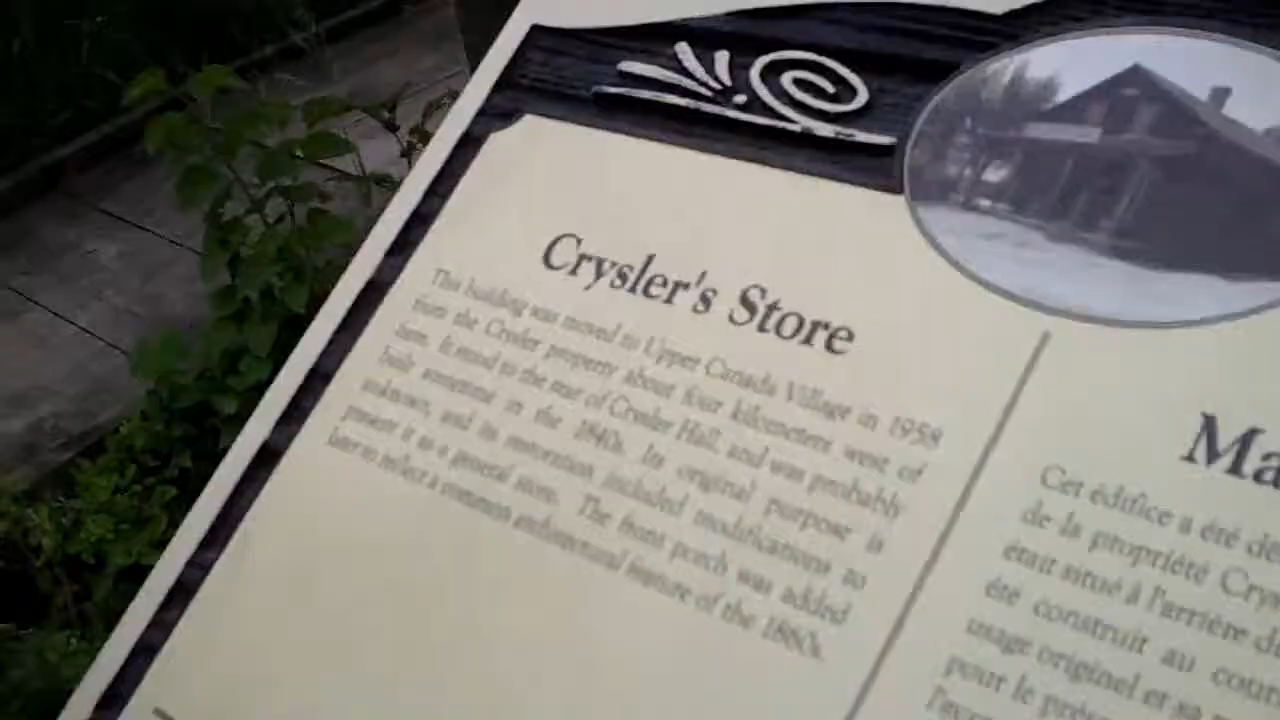 Crysler's Store
This building was moved to Upper Canada Village in 1958
from the Crysler property about four kilometers west of
here. It stood to the rear of Crysler Hall, and was probably
built sometime in the 1840s. Its original purpose is
unknown, and its restoration included modifications to
present it as a general store. The front porch was added
later to reflect a common architectural feature of the 1860s.
Ma
Cet édifice a été dé
de la propriété Crys
était situé à l'arrière du
été construit au cour
usage originel et sa
pour le prés